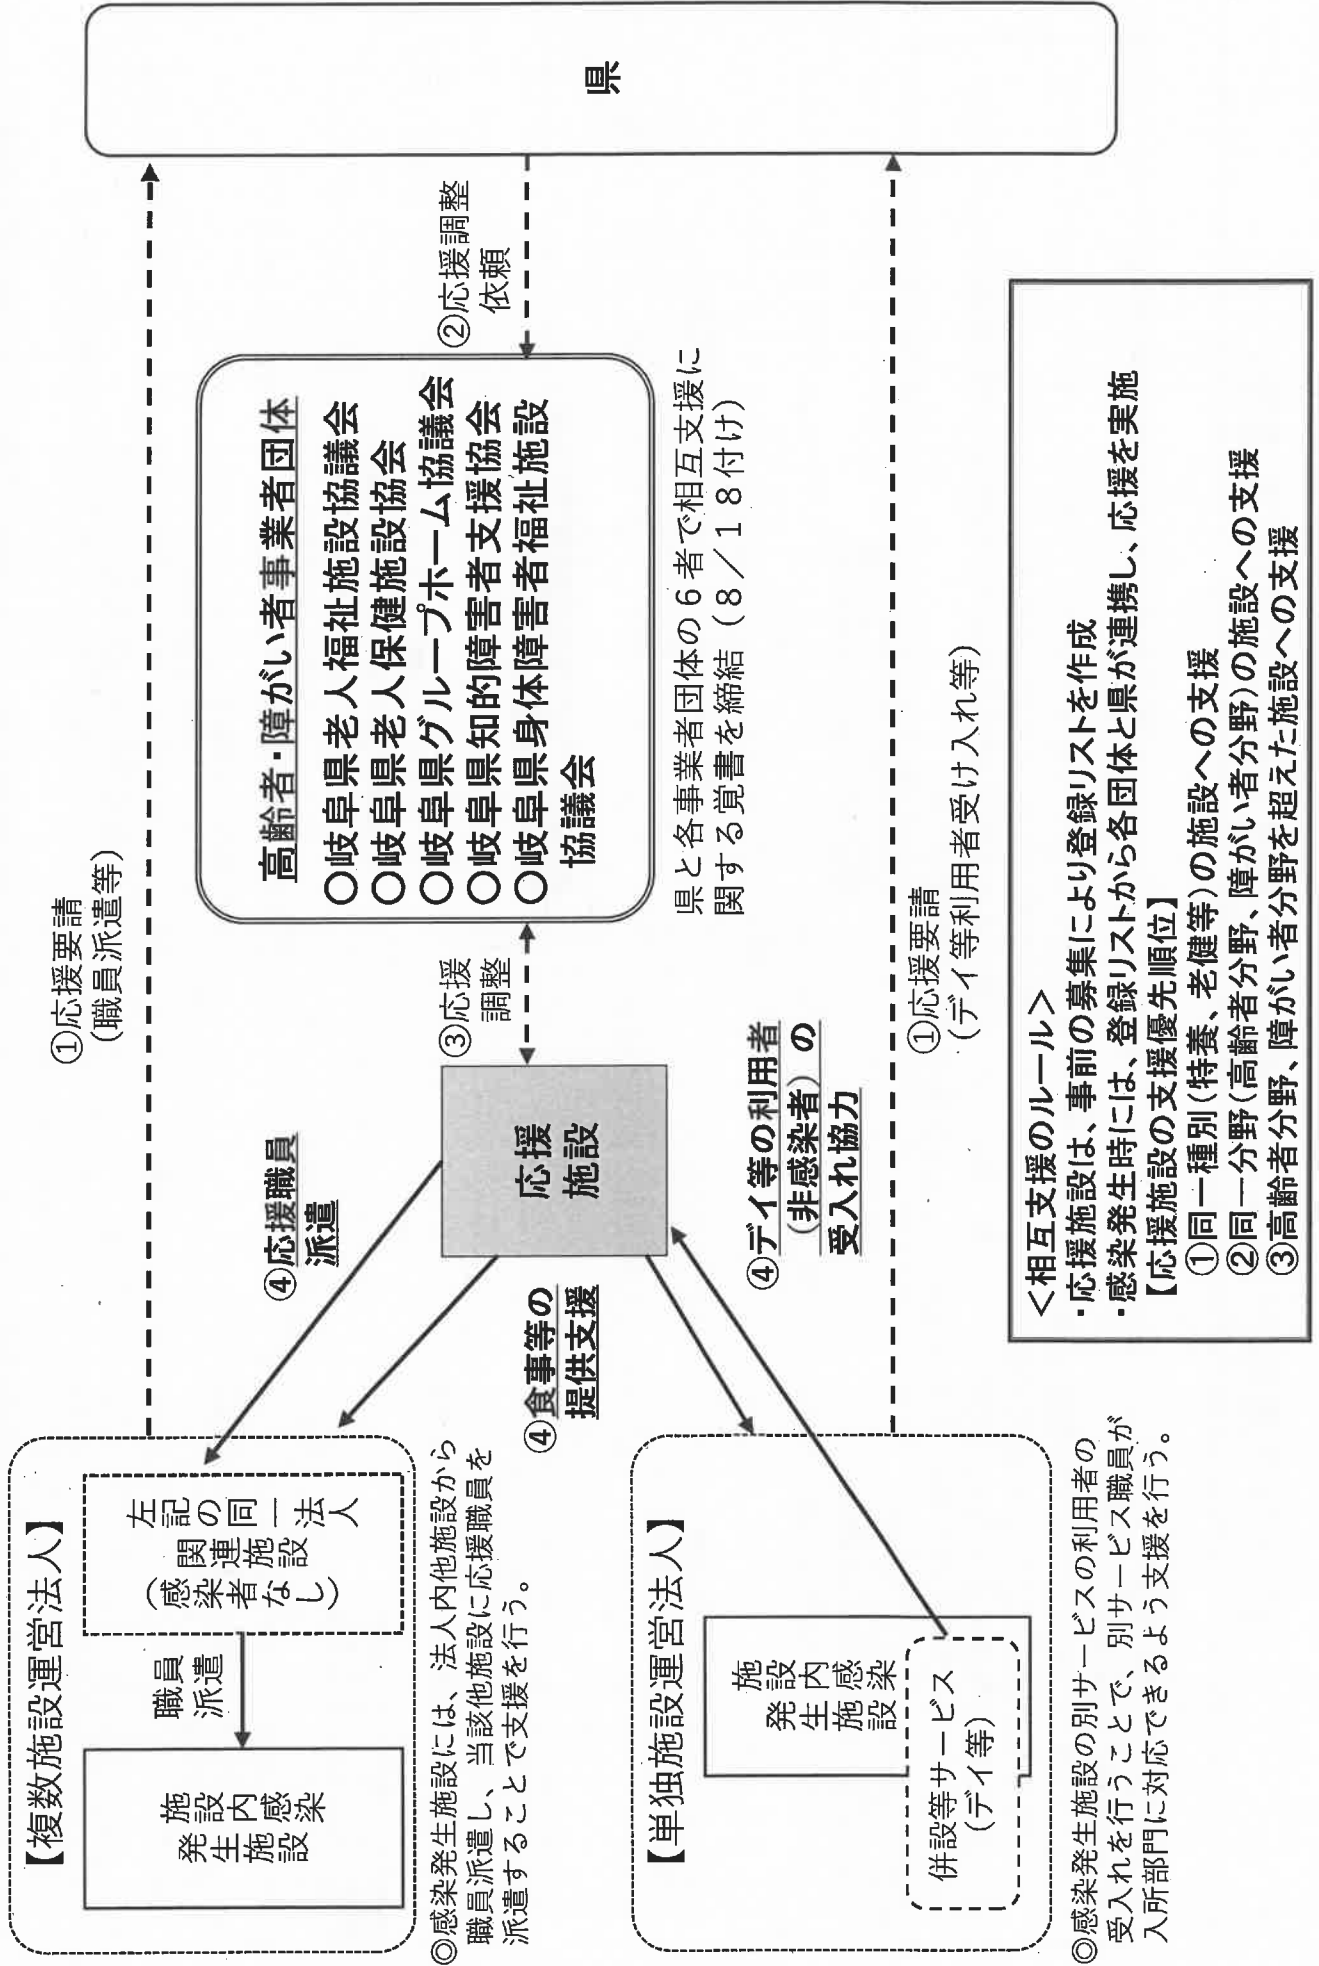 【複数施設運営法人】
施設内感染
発生施設
職員
派遣
左記の同一法人
関連施設
(感染者なし)
◎感染発生施設には、法人内他施設から
職員派遣し、当該他施設に応援職員を
派遣することで支援を行う。
【単独施設運営法人】
施設内感染
発生施設
併設等サービス
(デイ等)
◎感染発生施設の別サービスの利用者の
受入れを行うことで、別サービス職員が
入所部門に対応できるよう支援を行う。
①応援要請
(職員派遣等)
④応援職員
派遣
④食事等の
提供支援
応援
施設
④デイ等の利用者
(非感染者)の
受入れ協力
③応援
調整
高齢者・障がい者事業者団体
○岐阜県老人福祉施設協議会
○岐阜県老人保健施設協会
○岐阜県グループホーム協議会
○岐阜県知的障害者支援協会
○岐阜県身体障害者福祉施設
協議会
県と各事業者団体の6者で相互支援に
関する覚書を締結(8/18付け)
②応援調整
依頼
①応援要請
(デイ等利用者受け入れ等)
県
<相互支援のルール>
・応援施設は、事前の募集により登録リストを作成
・感染発生時には、登録リストから各団体と県が連携し、応援を実施
【応援施設の支援優先順位】
①同一種別(特養、老健等)の施設への支援
②同一分野(高齢者分野、障がい者分野)の施設への支援
③高齢者分野、障がい者分野を超えた施設への支援